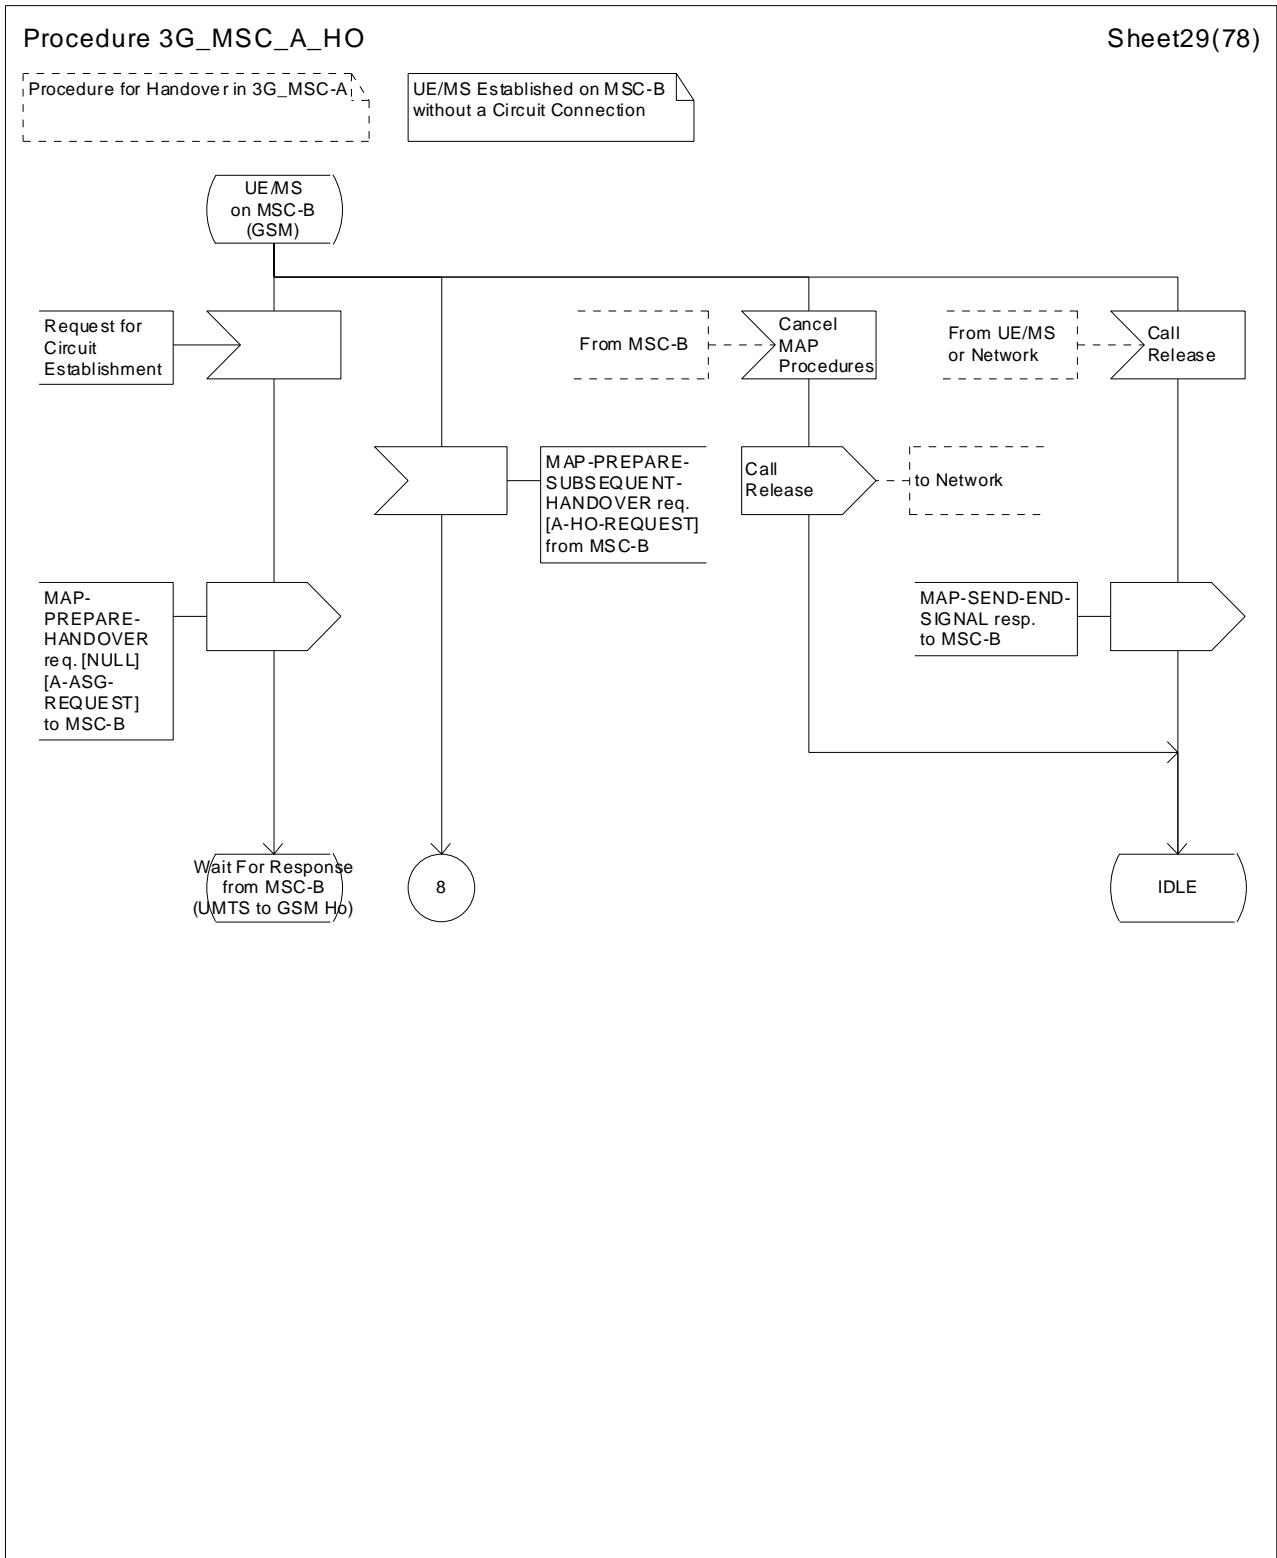 Procedure 3G_MSC_A_HO
Sheet29(78)
Procedure for Handover in 3G_MSC-A
UE/MS Established on MSC-B
without a Circuit Connection
UE/MS
on MSC-B
(GSM)
Request for
Circuit
Establishment
From MSC-B
Cancel
MAP
Procedures
From UE/MS
or Network
Call
Release
MAP-PREPARE-
SUBSEQUENT-
HANDOVER req.
[A-HO-REQUEST]
from MSC-B
Call
Release
to Network
MAP-
PREPARE-
HANDOVER
req. [NULL]
[A-ASG-
REQUEST]
to MSC-B
MAP-SEND-END-
SIGNAL resp.
to MSC-B
Wait For Response
from MSC-B
(UMTS to GSM Ho)
8
IDLE